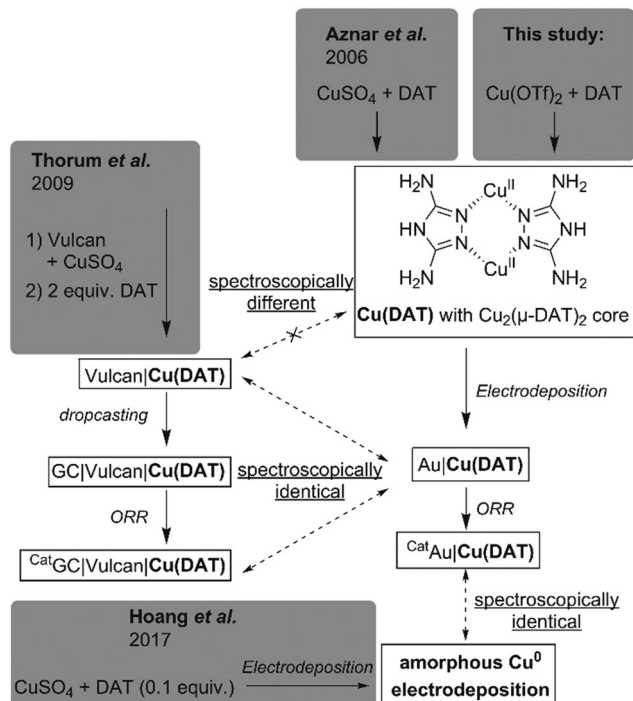 Aznar et al.
2006
CuSO₄ + DAT
This study:
Cu(OTf)₂ + DAT
Thorum et al.
2009
1) Vulcan
+ CuSO₄
2) 2 equiv. DAT
H₂N
Cuᴵᴵ
NH₂
N
N
HN
NH
N
N
H₂N
Cuᴵᴵ
NH₂
Cu(DAT) with Cu₂(μ-DAT)₂ core
spectroscopically
different
Vulcan|Cu(DAT)
dropcasting
Electrodeposition
GC|Vulcan|Cu(DAT)
spectroscopically
identical
Au|Cu(DAT)
ORR
ORR
ᶜᵃᵗGC|Vulcan|Cu(DAT)
ᶜᵃᵗAu|Cu(DAT)
spectroscopically
identical
Hoang et al.
2017
CuSO₄ + DAT (0.1 equiv.)
Electrodeposition
amorphous Cu⁰
electrodeposition